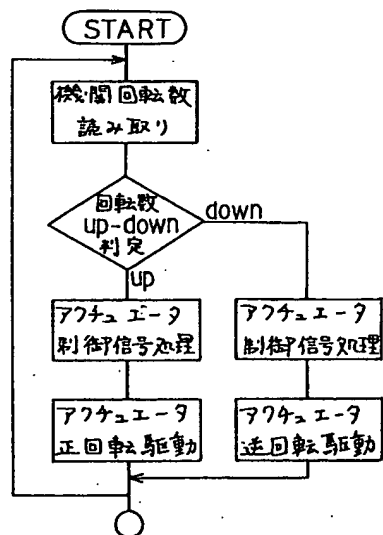 START
機関回転数
読み取り
回転数
up-down
判定
down
up
アクチュエータ
制御信号処理
アクチュエータ
制御信号処理
アクチュエータ
正回転駆動
アクチュエータ
逆回転駆動